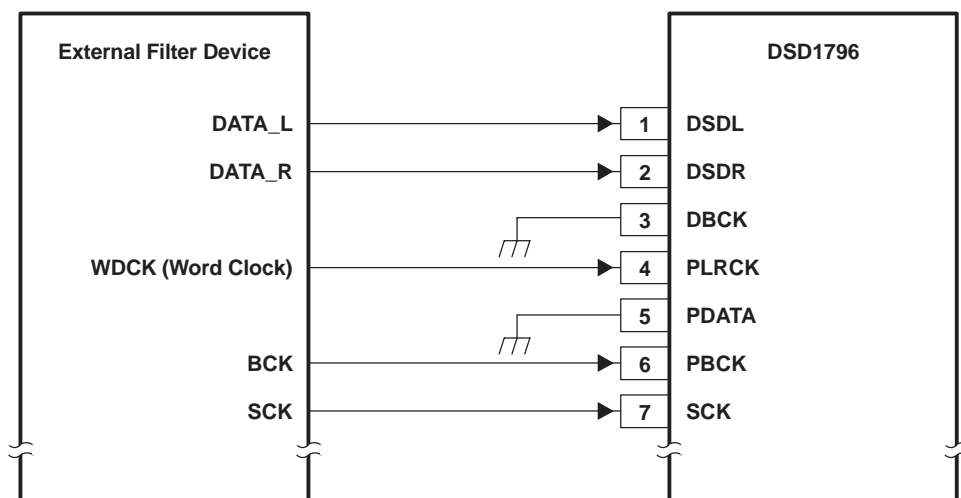 External Filter Device
DSD1796
DATA_L
1
DSDL
DATA_R
2
DSDR
3
DBCK
WDCK (Word Clock)
4
PLRCK
5
PDATA
BCK
6
PBCK
SCK
7
SCK